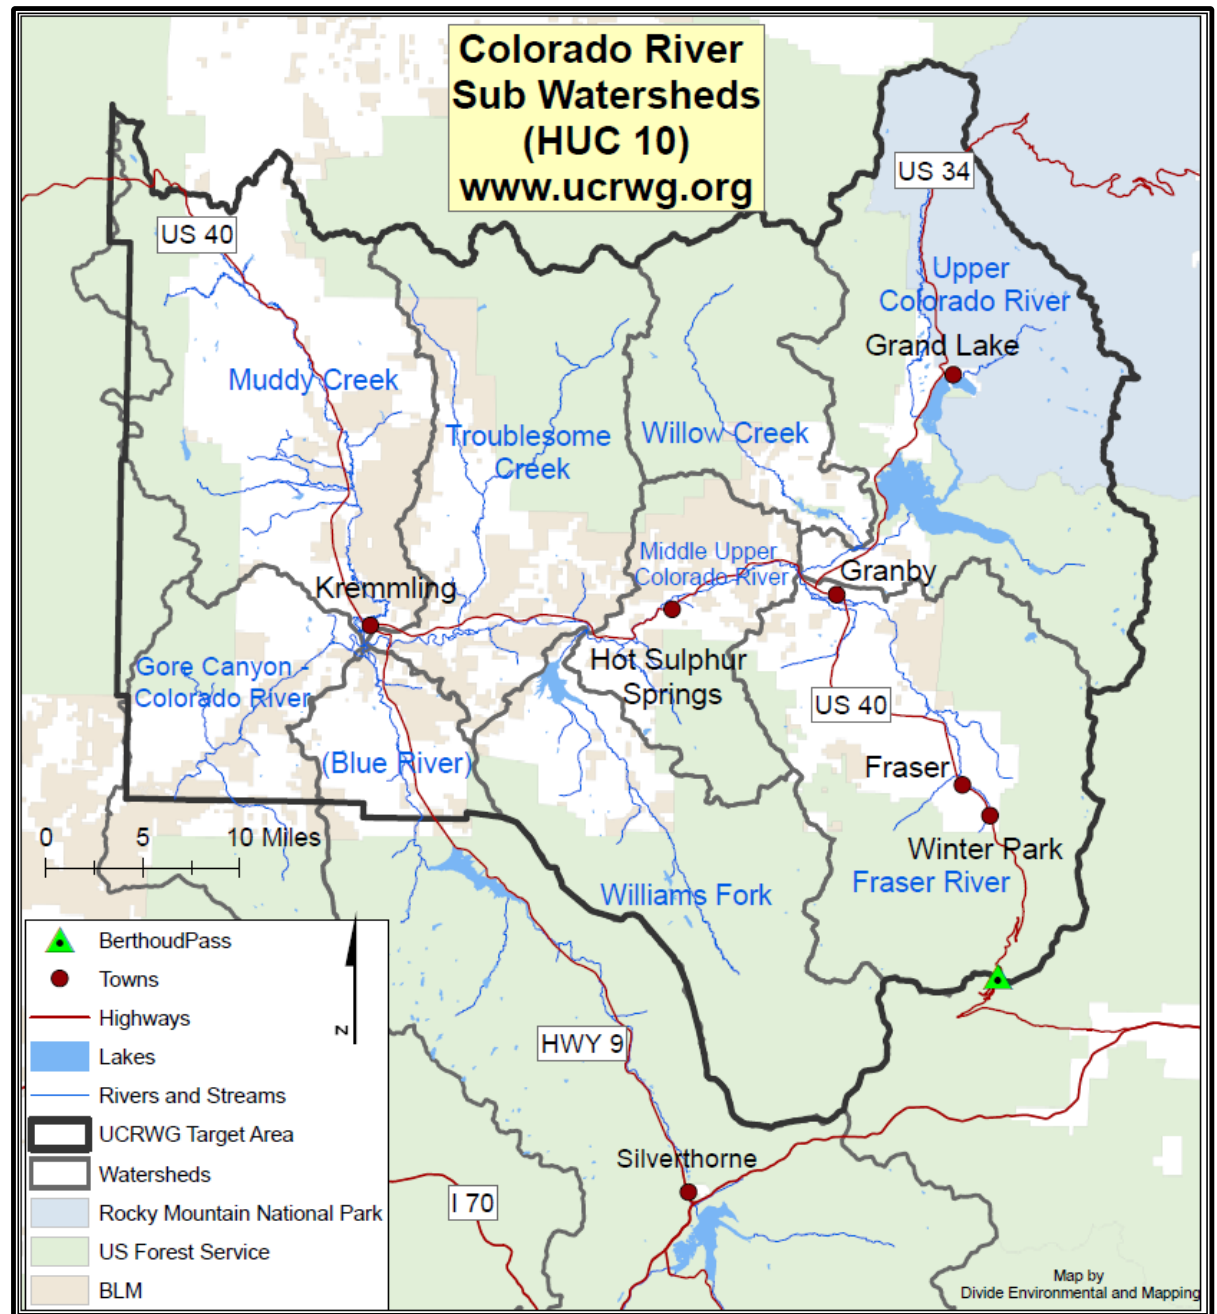 Colorado River
Sub Watersheds
(HUC 10)
www.ucrwg.org
US 34
US 40
Upper
Colorado River
Grand Lake
Muddy Creek
Troublesome
Creek
Willow Creek
Middle Upper
Colorado River
Granby
Kremmling
Hot Sulphur
Springs
Gore Canyon -
Colorado River
US 40
(Blue River)
Fraser
0 5 10 Miles
Winter Park
Fraser River
Williams Fork
BerthoudPass
Towns
Highways
Lakes
Rivers and Streams
UCRWG Target Area
Watersheds
Rocky Mountain National Park
US Forest Service
BLM
N
HWY 9
Silverthorne
I 70
Map by
Divide Environmental and Mapping